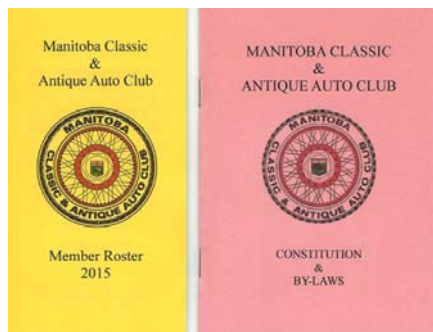 Manitoba Classic
&
Antique Auto Club
MANITOBA
CLASSIC & ANTIQUE AUTO CLUB
Member Roster
2015
MANITOBA CLASSIC
&
ANTIQUE AUTO CLUB
MANITOBA
CLASSIC & ANTIQUE AUTO CLUB
CONSTITUTION
&
BY-LAWS